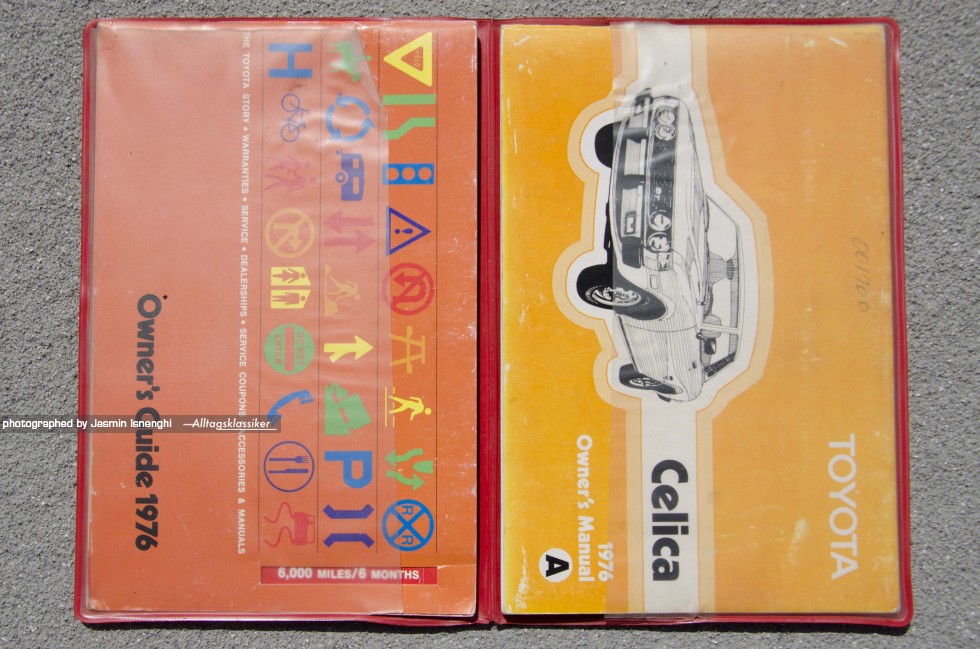 Owner's Guide 1976
THE TOYOTA STORY • WARRANTIES • SERVICE • DEALERSHIPS • SERVICE COUPONS ACCESSORIES & MANUALS
H
P
R R
6,000 MILES/6 MONTHS
TOYOTA
Celica
1976
Owner's Manual
A
photographed by Jasmin Isnenghi —Alltagsklassiker